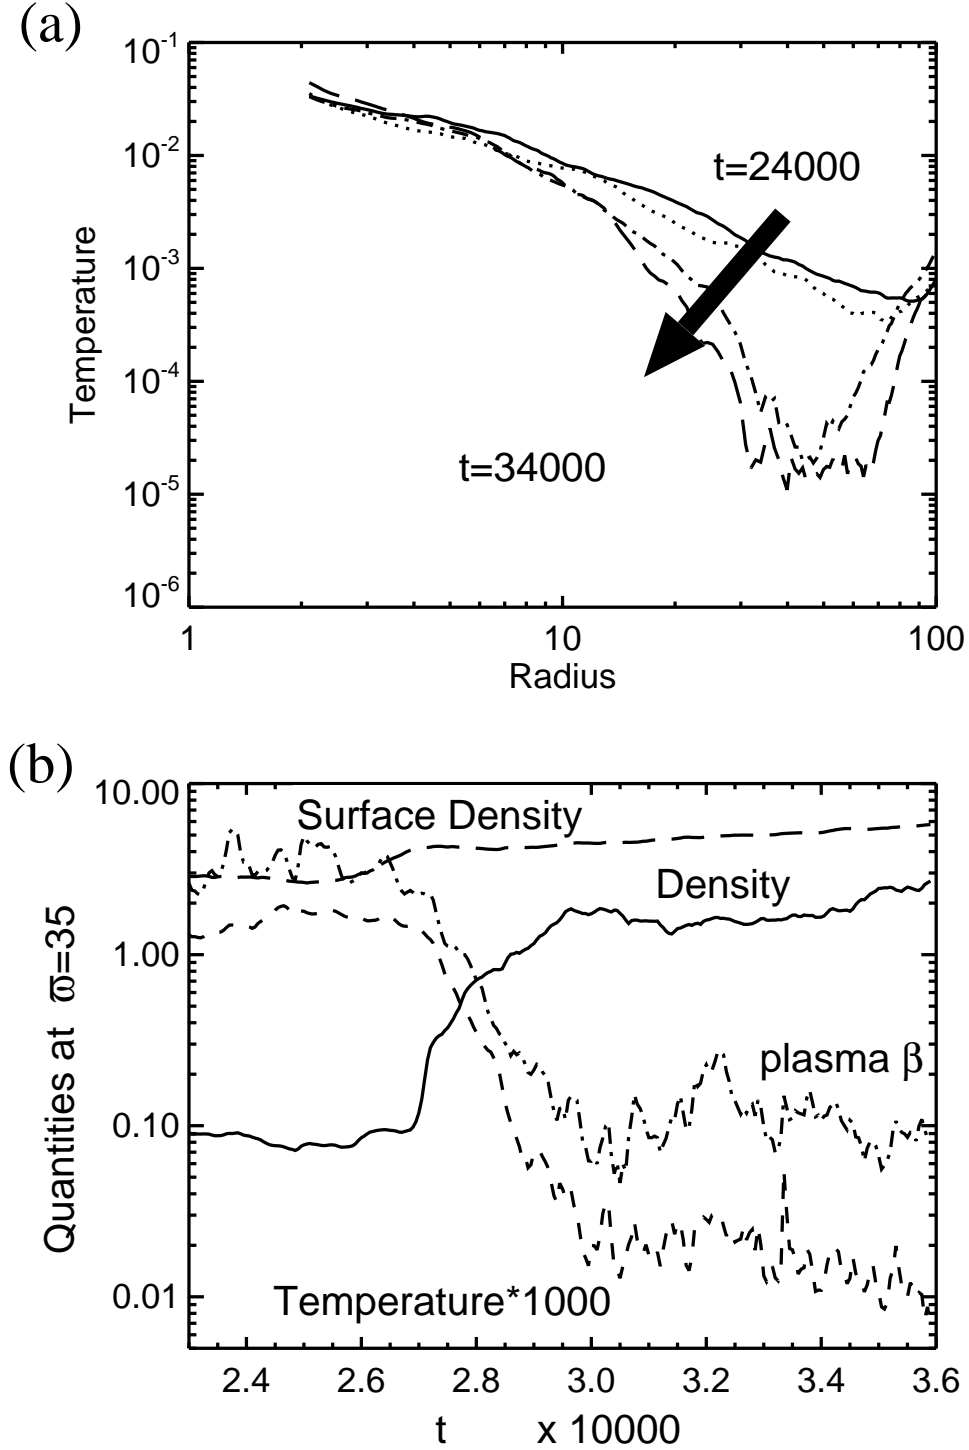 (a)
10-1
10-2
10-3
10-4
10-5
10-6
Temperature
t=24000
t=34000
1 10 100
Radius
(b)
10.00
1.00
0.10
0.01
Quantities at ϖ=35
Surface Density
Density
plasma β
Temperature*1000
2.4 2.6 2.8 3.0 3.2 3.4 3.6
t x 10000